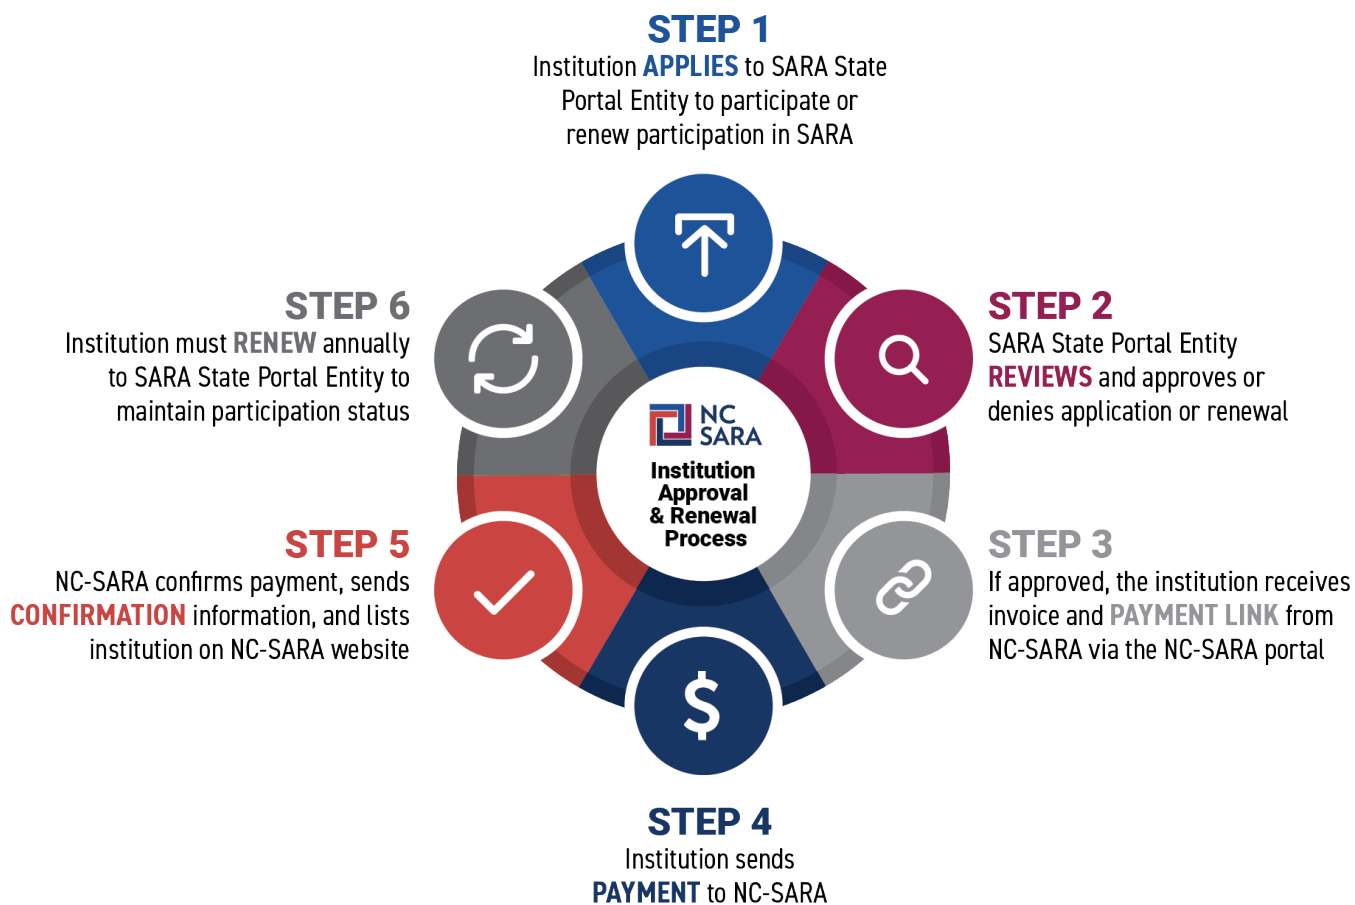 STEP 1
Institution APPLIES to SARA State
Portal Entity to participate or
renew participation in SARA
STEP 2
SARA State Portal Entity
REVIEWS and approves or
denies application or renewal
STEP 3
If approved, the institution receives
invoice and PAYMENT LINK from
NC-SARA via the NC-SARA portal
STEP 4
Institution sends
PAYMENT to NC-SARA
STEP 5
NC-SARA confirms payment, sends
CONFIRMATION information, and lists
institution on NC-SARA website
STEP 6
Institution must RENEW annually
to SARA State Portal Entity to
maintain participation status
NC
SARA
Institution
Approval
& Renewal
Process
$